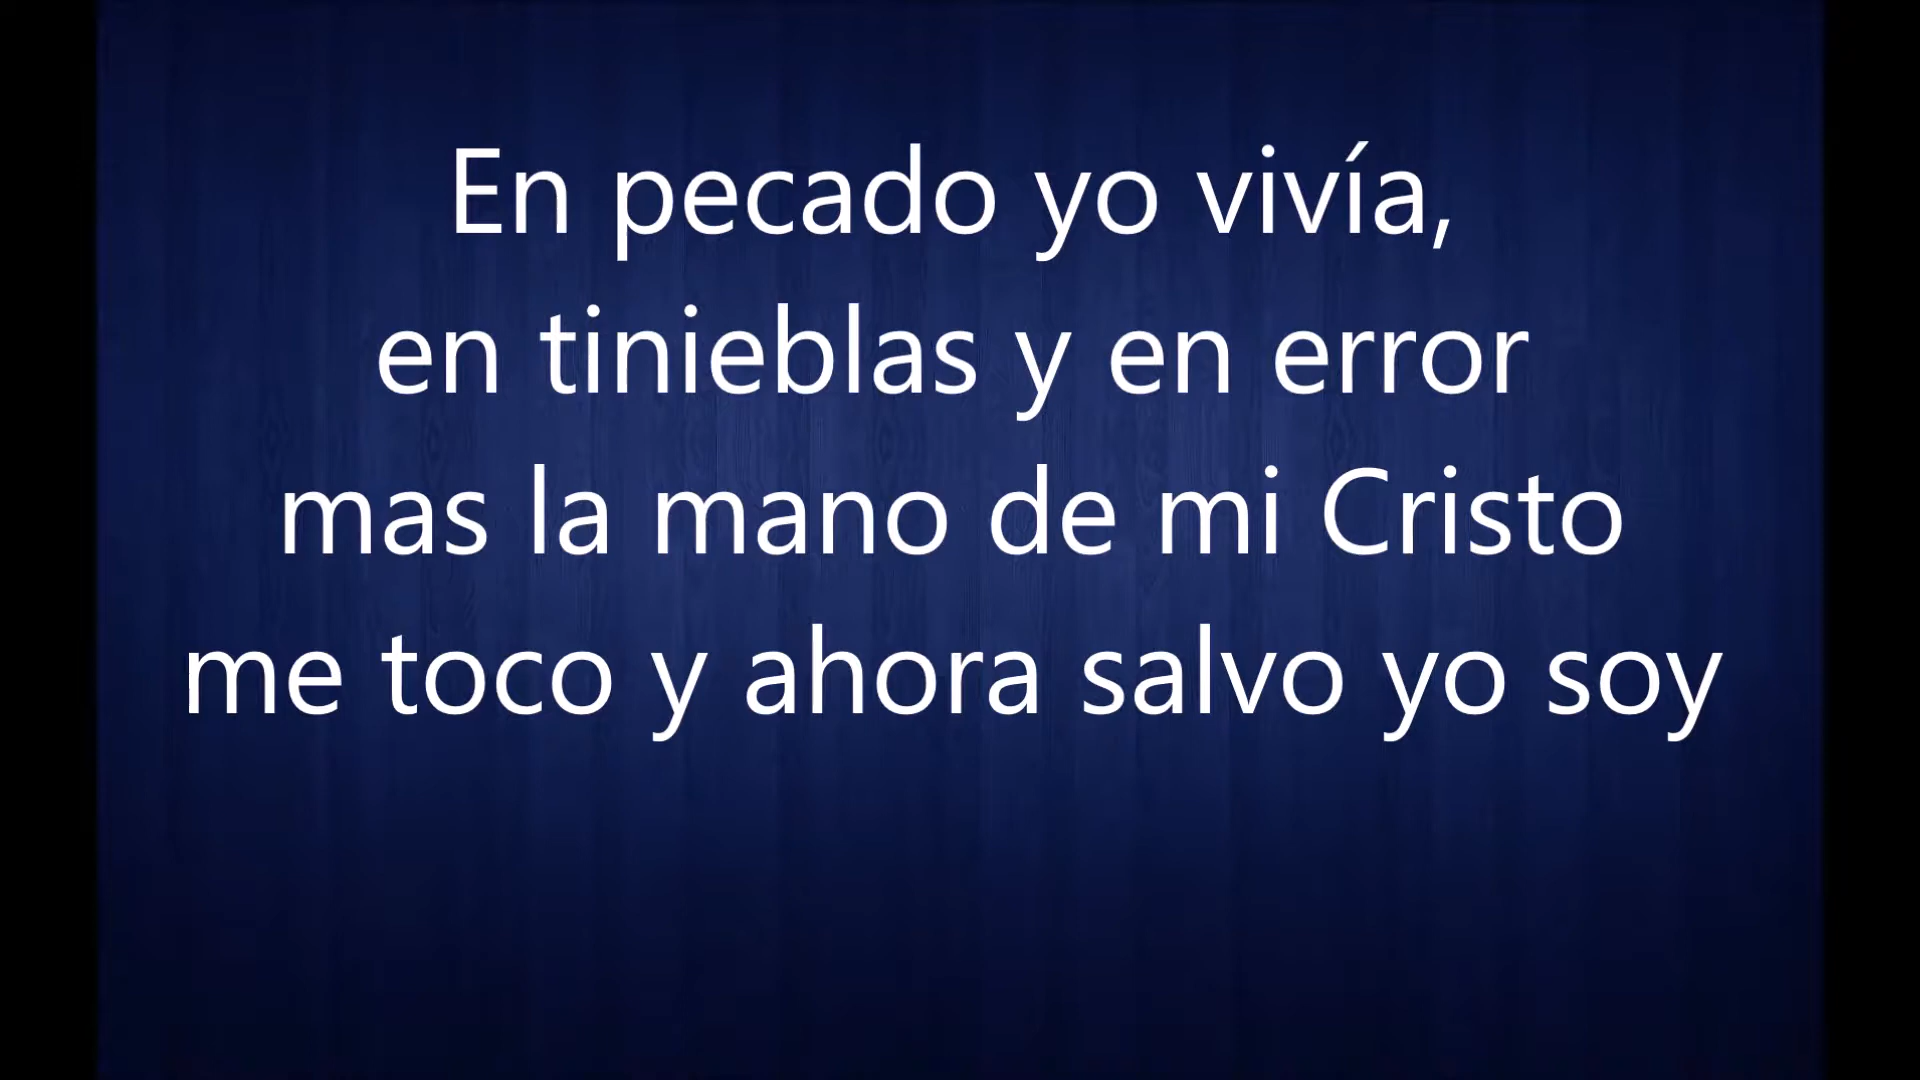 En pecado yo vivía,
en tinieblas y en error
mas la mano de mi Cristo
me toco y ahora salvo yo soy